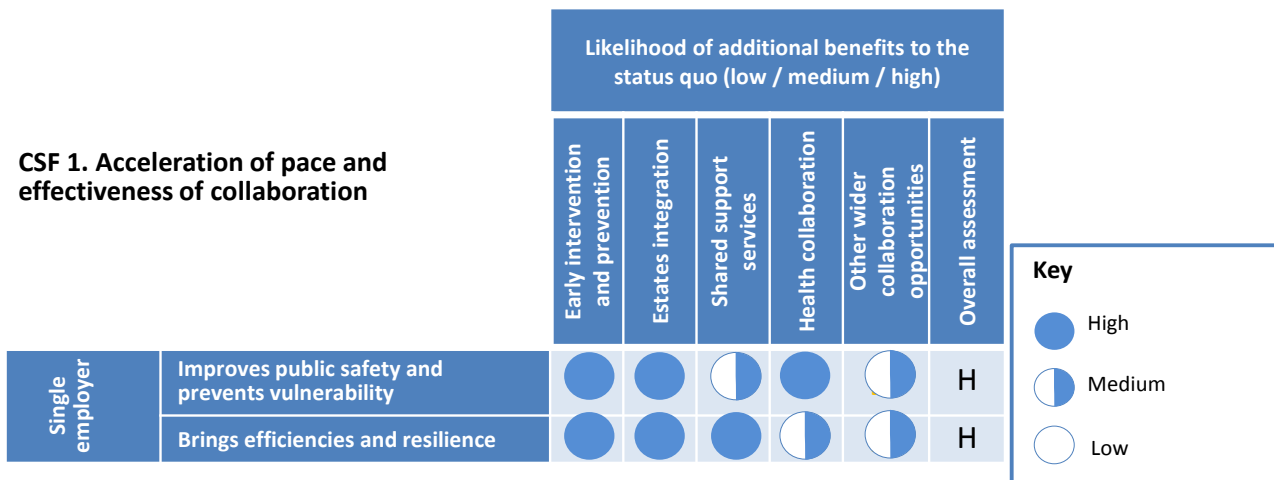 Likelihood of additional benefits to the
status quo (low / medium / high)
CSF 1. Acceleration of pace and
effectiveness of collaboration
Early intervention
and prevention
Estates integration
Shared support
services
Health collaboration
Other wider
collaboration
opportunities
Overall assessment
Key
High
Medium
Low
Single
employer
Improves public safety and
prevents vulnerability
H
Brings efficiencies and resilience
H